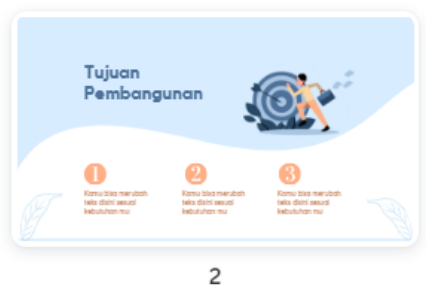 Tujuan
Pembangunan
1
2
3
Kamu bisa merubah
teks disini sesuai
kebutuhan mu
Kamu bisa merubah
teks disini sesuai
kebutuhan mu
Kamu bisa merubah
teks disini sesuai
kebutuhan mu
2